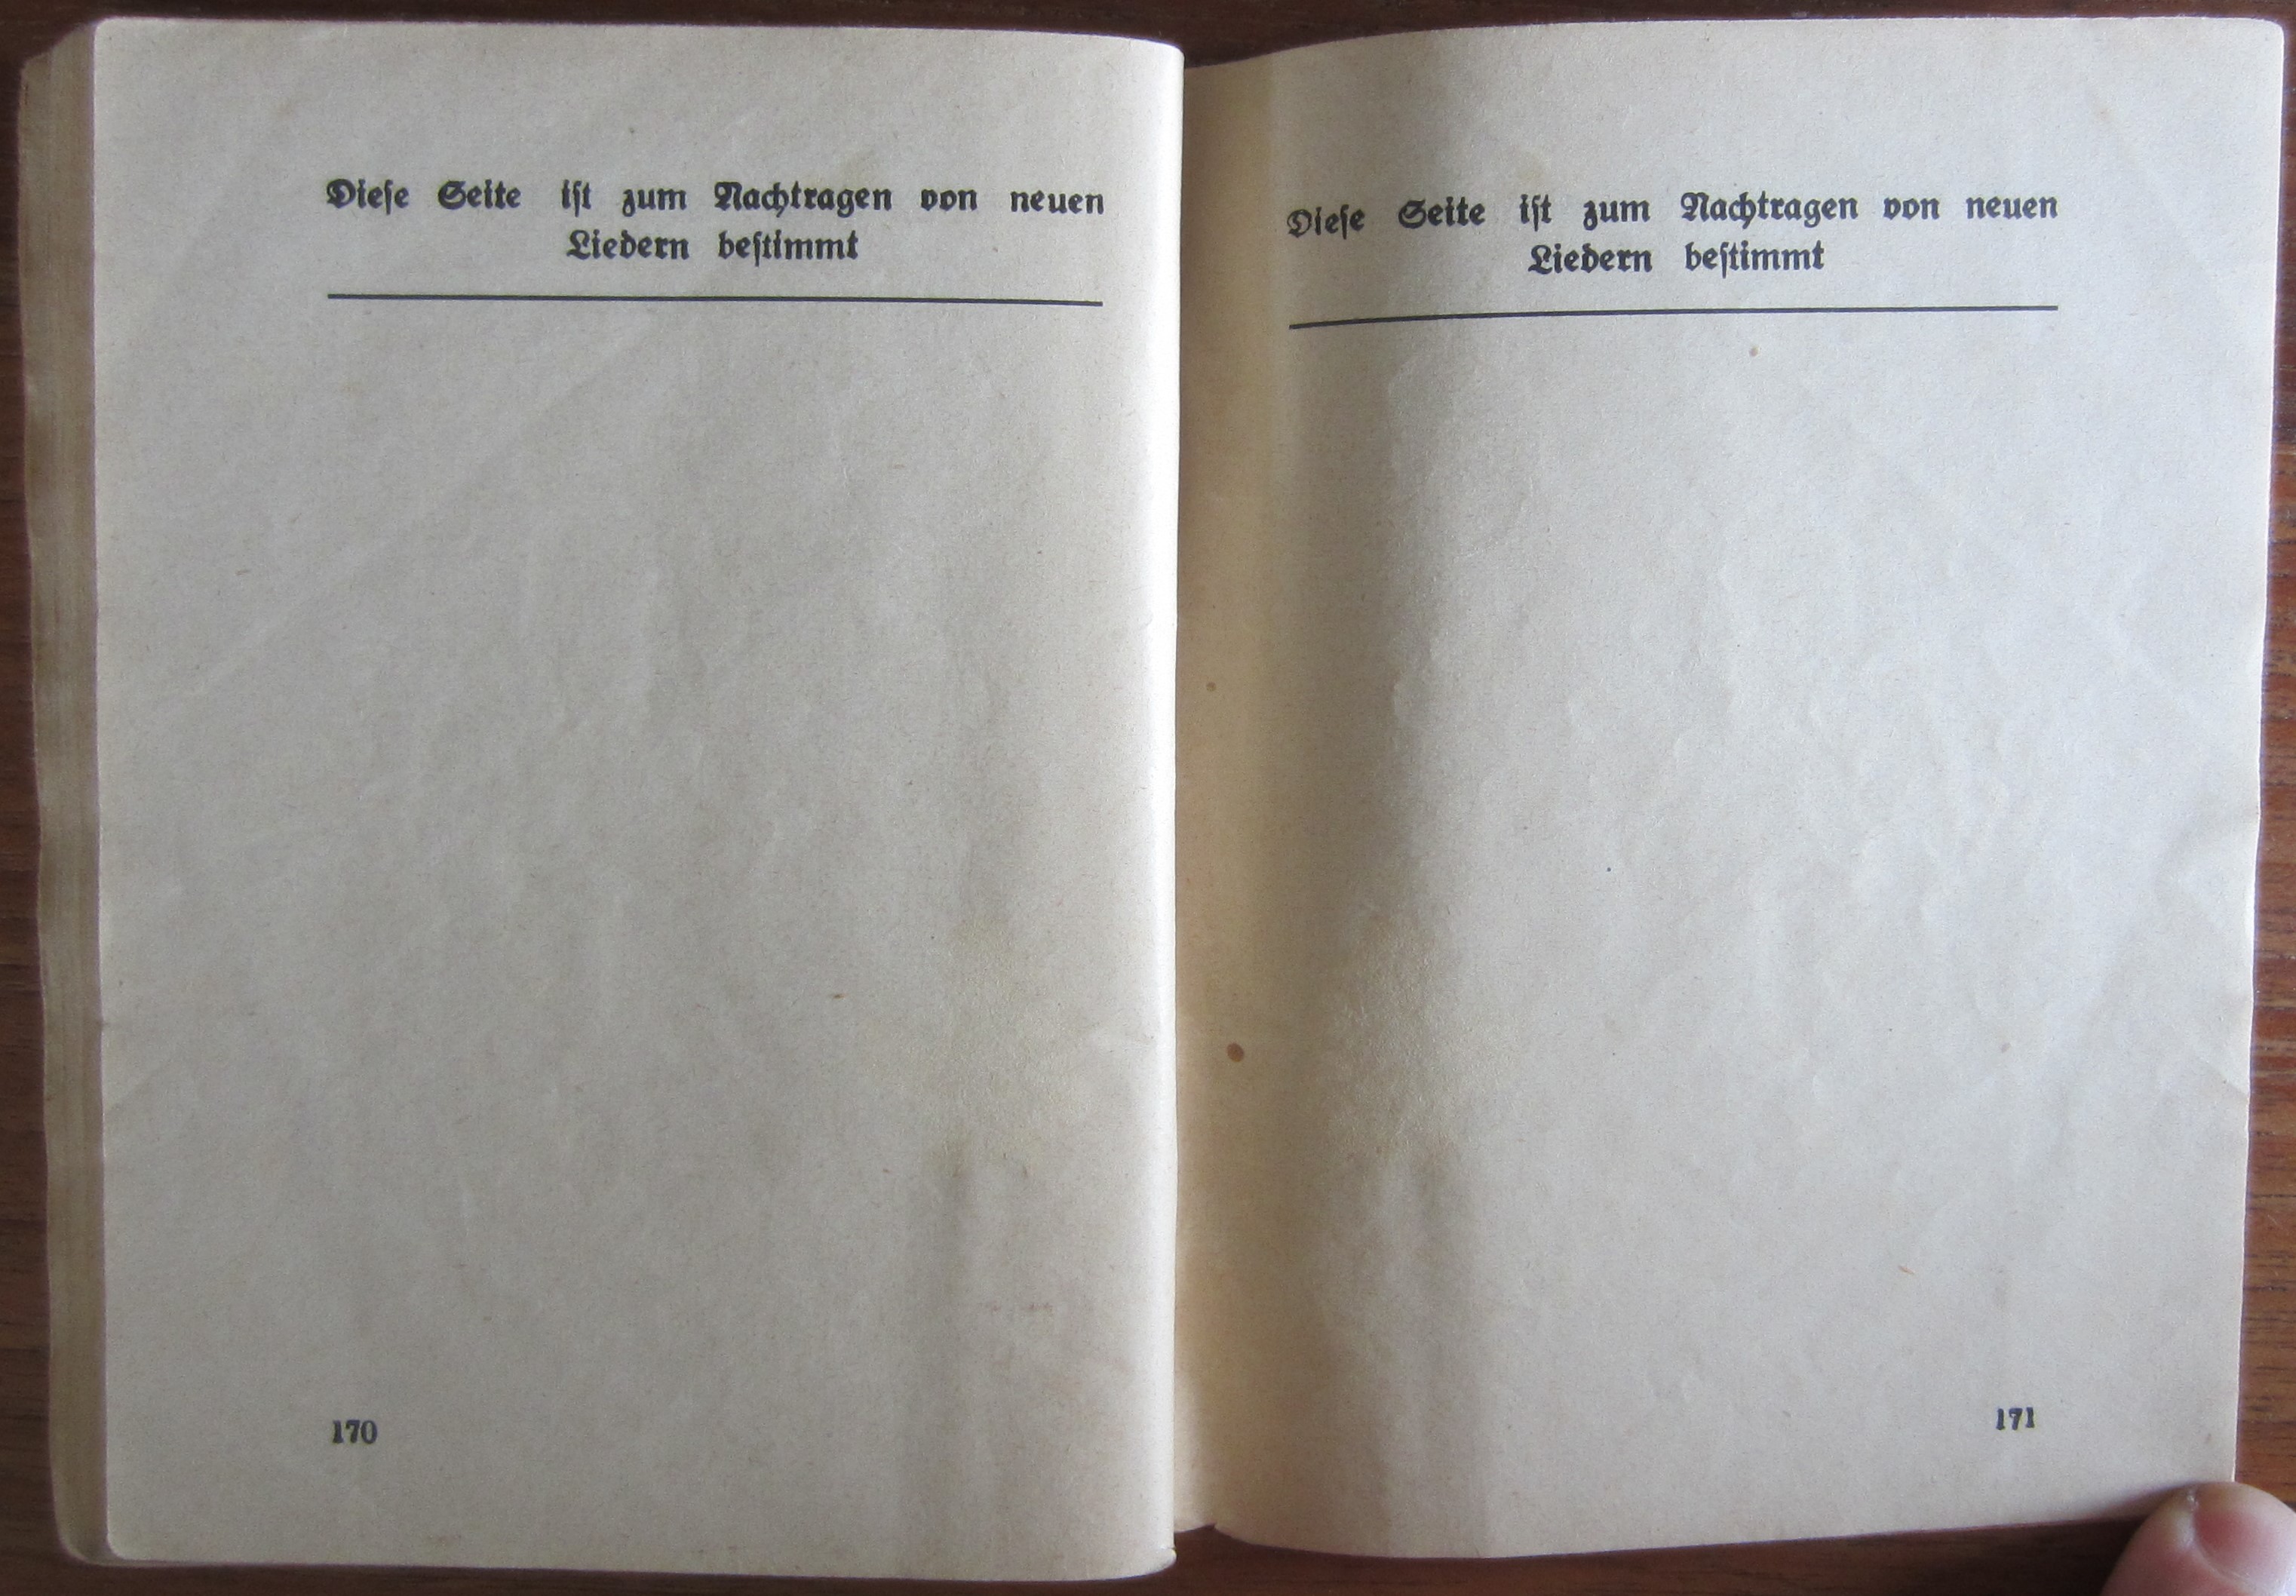 Diese Seite ist zum Nachtragen von neuen
Liedern bestimmt
170
Diese Seite ist zum Nachtragen von neuen
Liedern bestimmt
171